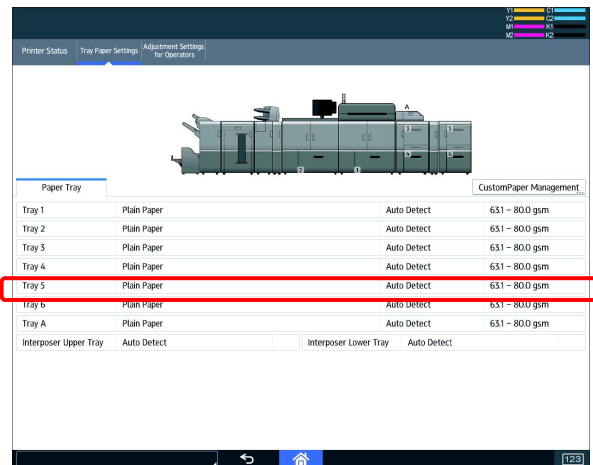 Y1 C1
Y2 C2
M1 K1
M2 K2
Printer Status Tray Paper Settings Adjustment Settings
for Operators
A
3 5
4 6
2 1
Paper Tray CustomPaper Management
Tray 1 Plain Paper Auto Detect 63.1 – 80.0 gsm
Tray 2 Plain Paper Auto Detect 63.1 – 80.0 gsm
Tray 3 Plain Paper Auto Detect 63.1 – 80.0 gsm
Tray 4 Plain Paper Auto Detect 63.1 – 80.0 gsm
Tray 5 Plain Paper Auto Detect 63.1 – 80.0 gsm
Tray 6 Plain Paper Auto Detect 63.1 – 80.0 gsm
Tray A Plain Paper Auto Detect 63.1 – 80.0 gsm
Interposer Upper Tray Auto Detect Interposer Lower Tray Auto Detect
123